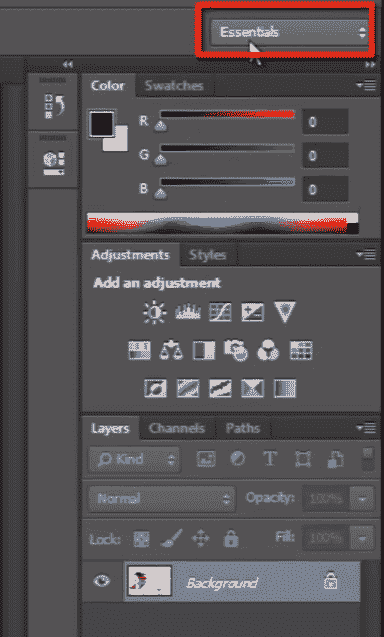 Essentials
Color Swatches
R 0
G 0
B 0
Adjustments Styles
Add an adjustment
Layers Channels Paths
Kind T
Normal Opacity: 100%
Lock: Fill: 100%
Background